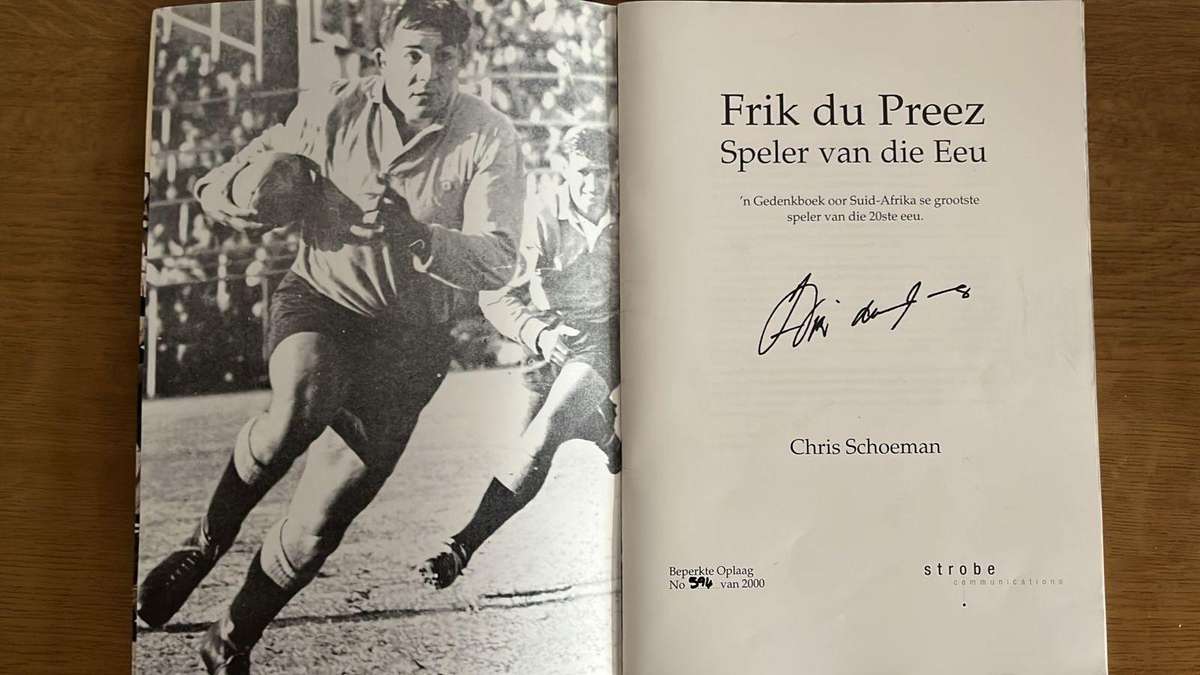 Frik du Preez
Speler van die Eeu
'n Gedenkboek oor Suid-Afrika se grootste
speler van die 20ste eeu.
Chris Schoeman
Beperkte Oplaag
No 594 van 2000
strobe
communications